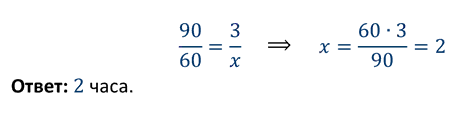 90/60 = 3/x ⟹ x = 60 · 3/90 = 2
Ответ: 2 часа.